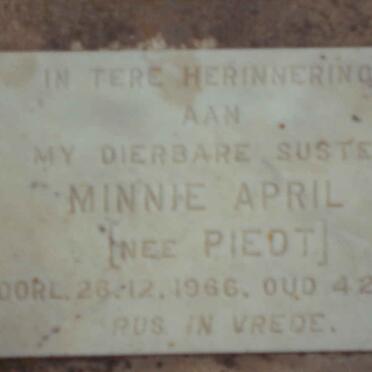 IN TERE HERINNERING
AAN
MY DIERBARE SUSTE
MINNIE APRIL
[NEE PIEDT]
OORL. 26.12.1966. OUD 42
RUS IN VREDE.